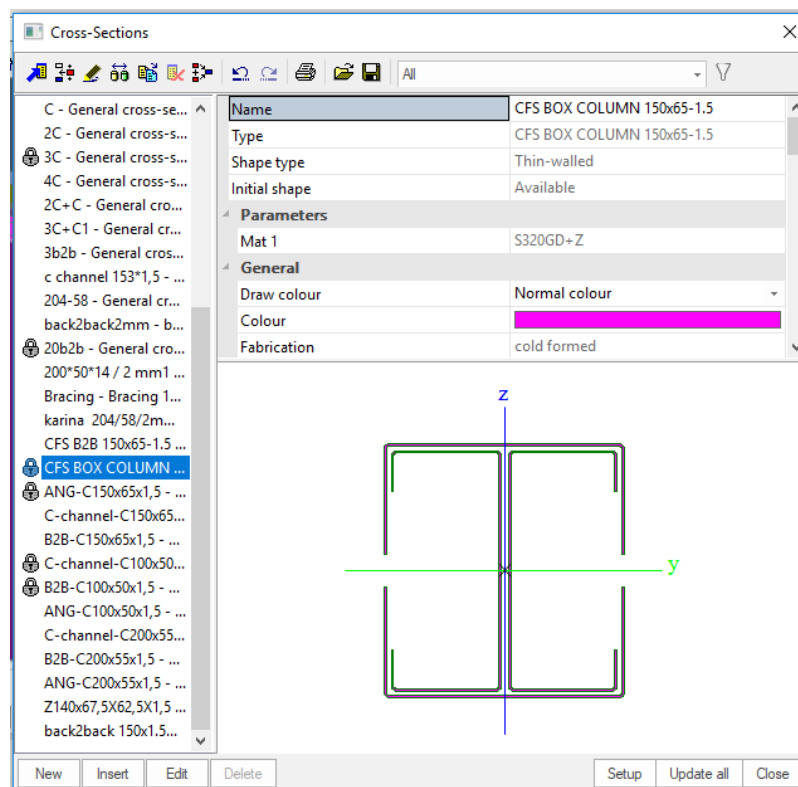 Cross-Sections
All
C - General cross-se...
2C - General cross-s...
3C - General cross-s...
4C - General cross-s...
2C+C - General cro...
3C+C1 - General cr...
3b2b - General cros...
c channel 153*1,5 - ...
204-58 - General cr...
back2back2mm - b...
20b2b - General cro...
200*50*14 / 2 mm1 ...
Bracing - Bracing 1...
karina  204/58/2m...
CFS B2B 150x65-1.5 ...
CFS BOX COLUMN ...
ANG-C150x65x1,5 - ...
C-channel-C150x65...
B2B-C150x65x1,5 - ...
C-channel-C100x50...
B2B-C100x50x1,5 - ...
ANG-C100x50x1,5 - ...
C-channel-C200x55...
B2B-C200x55x1,5 - ...
ANG-C200x55x1,5 - ...
Z140x67,5X62,5X1,5 ...
back2back 150x1.5...
Name CFS BOX COLUMN 150x65-1.5
Type CFS BOX COLUMN 150x65-1.5
Shape type Thin-walled
Initial shape Available
Parameters
Mat 1 S320GD+Z
General
Draw colour Normal colour
Colour
Fabrication cold formed
z
y
New Insert Edit Delete Setup Update all Close